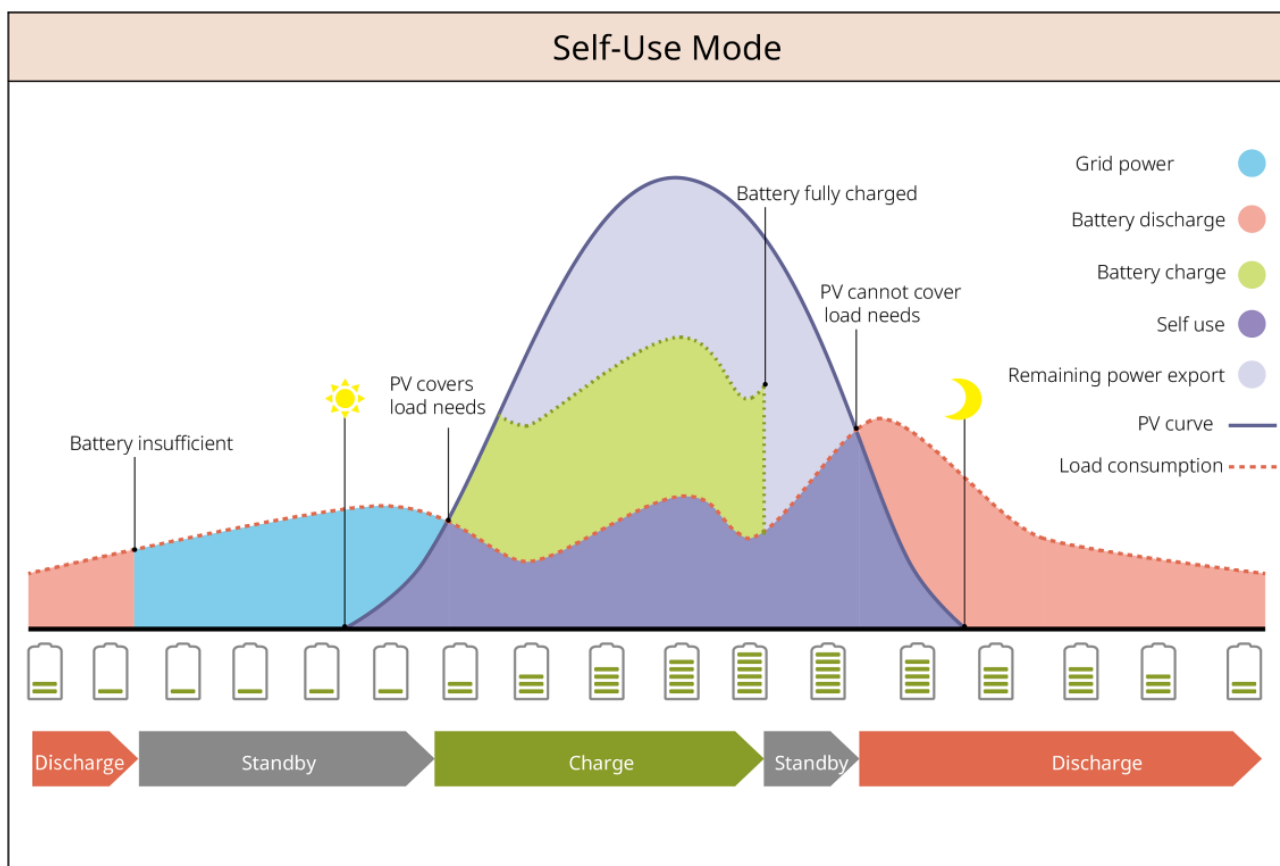 Self-Use Mode
Grid power
Battery discharge
Battery charge
Self use
Remaining power export
PV curve
Load consumption
Battery fully charged
PV cannot cover
load needs
PV covers
load needs
Battery insufficient
Discharge
Standby
Charge
Standby
Discharge